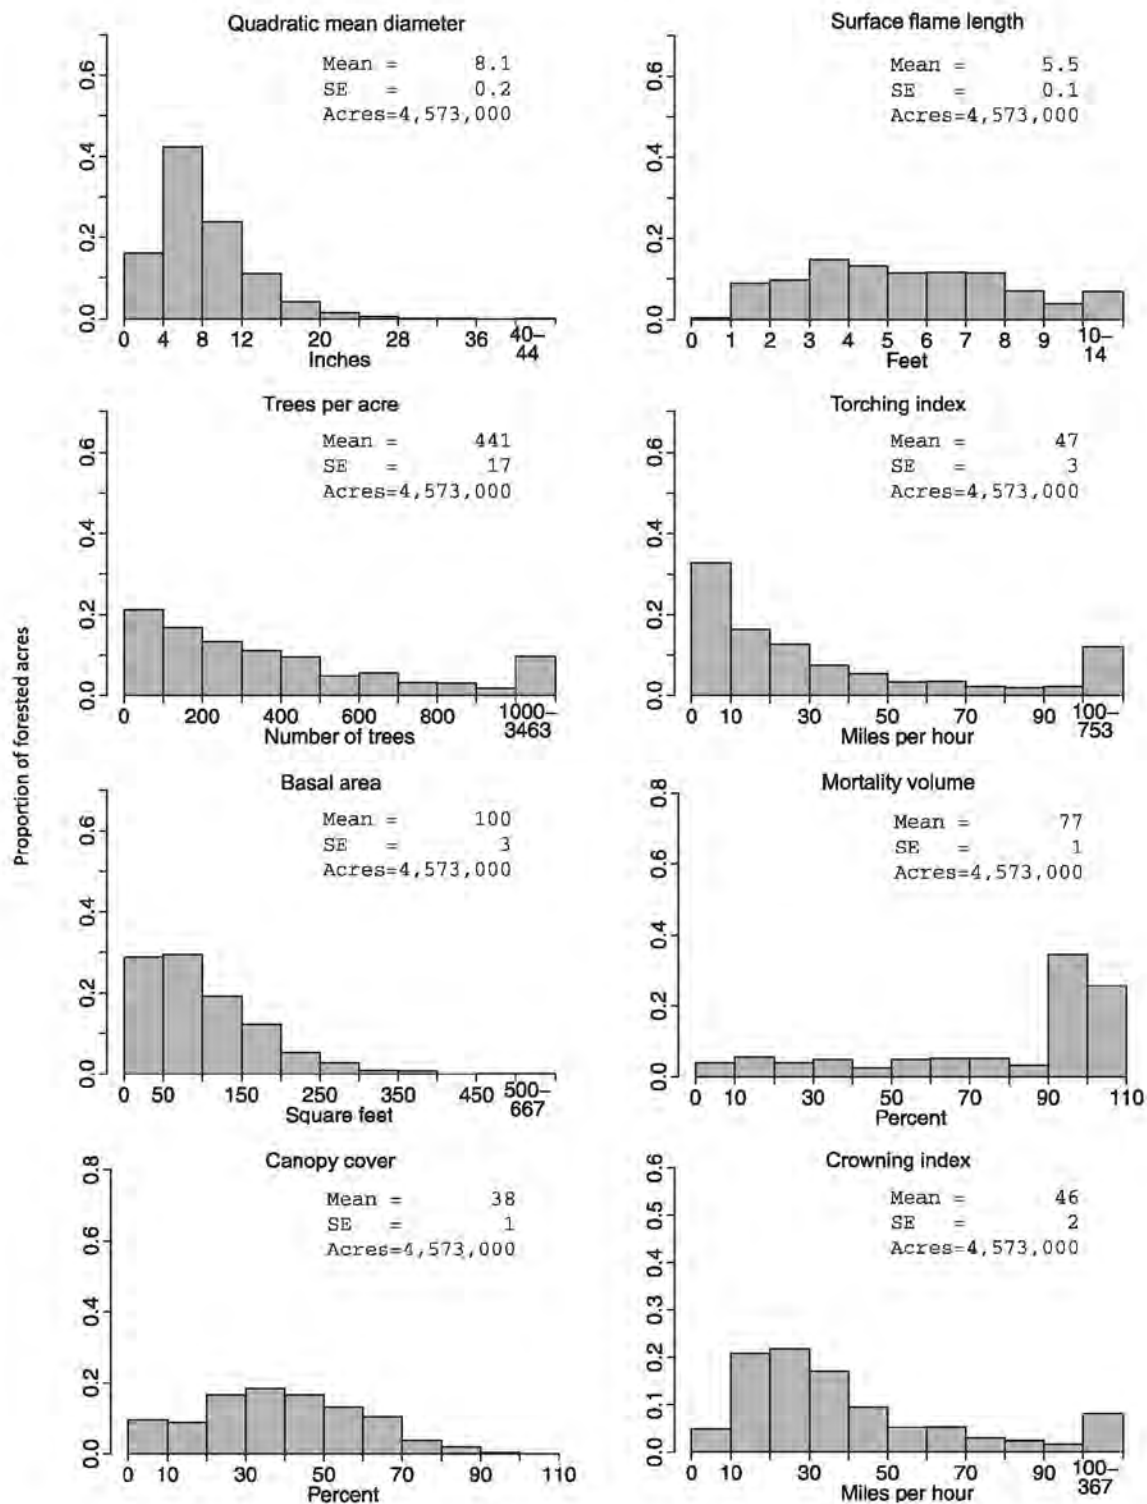 Proportion of forested acres
Quadratic mean diameter
Mean = 8.1
SE = 0.2
Acres=4,573,000
0.0 0.2 0.4 0.6
0 4 8 12 20 28 36 40–
44
Inches
Surface flame length
Mean = 5.5
SE = 0.1
Acres=4,573,000
0.0 0.2 0.4 0.6
0 1 2 3 4 5 6 7 8 9 10–
14
Feet
Trees per acre
Mean = 441
SE = 17
Acres=4,573,000
0.0 0.2 0.4 0.6
0 200 400 600 800 1000–
3463
Number of trees
Torching index
Mean = 47
SE = 3
Acres=4,573,000
0.0 0.2 0.4 0.6
0 10 30 50 70 90 100–
753
Miles per hour
Basal area
Mean = 100
SE = 3
Acres=4,573,000
0.0 0.2 0.4 0.6
0 50 150 250 350 450 500–
667
Square feet
Mortality volume
Mean = 77
SE = 1
Acres=4,573,000
0.0 0.2 0.4 0.6 0.8
0 10 30 50 70 90 110
Percent
Canopy cover
Mean = 38
SE = 1
Acres=4,573,000
0.0 0.2 0.4 0.6 0.8
0 10 30 50 70 90 110
Percent
Crowning index
Mean = 46
SE = 2
Acres=4,573,000
0.0 0.1 0.2 0.3 0.4 0.5 0.6
0 10 30 50 70 90 100–
367
Miles per hour